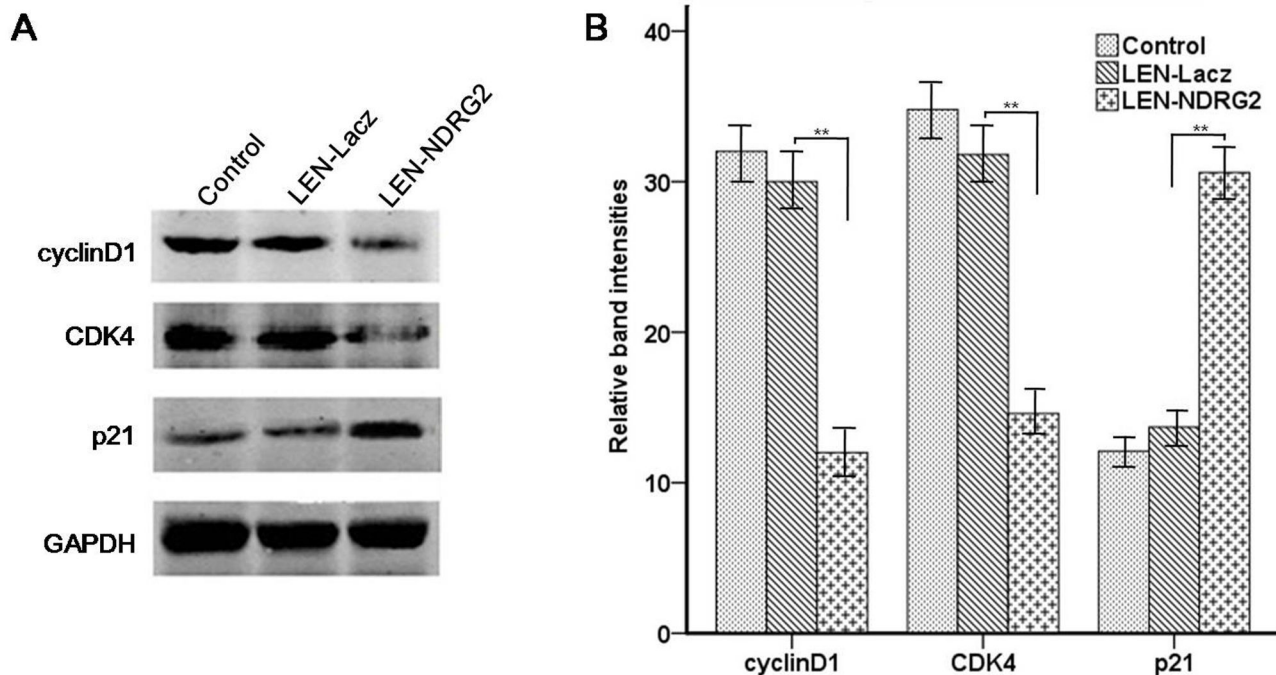 A
Control
LEN-Lacz
LEN-NDRG2
cyclinD1
CDK4
p21
GAPDH
B
Relative band intensities
40
30
20
10
0
Control
LEN-Lacz
LEN-NDRG2
**
**
**
cyclinD1
CDK4
p21